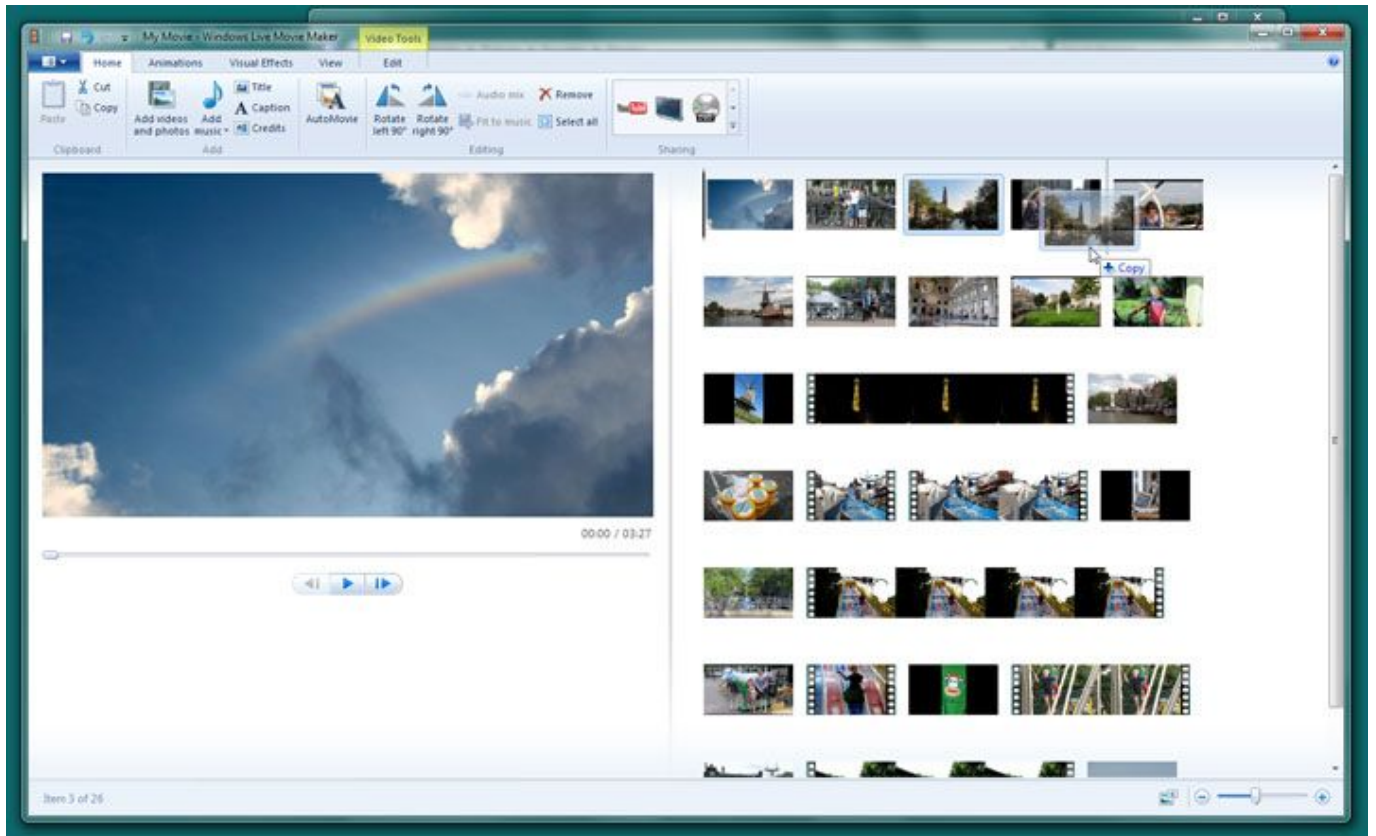 My Movie - Windows Live Movie Maker
Video Tools
Home Animations Visual Effects View Edit
Paste
Cut
Copy
Clipboard
Add videos and photos
Add music
Title
Caption
Credits
Add
AutoMovie
Rotate left 90°
Rotate right 90°
Audio mix
Fit to music
Remove
Select all
Editing
YouTube
Sharing
Copy
00:00 / 03:27
Item 3 of 26